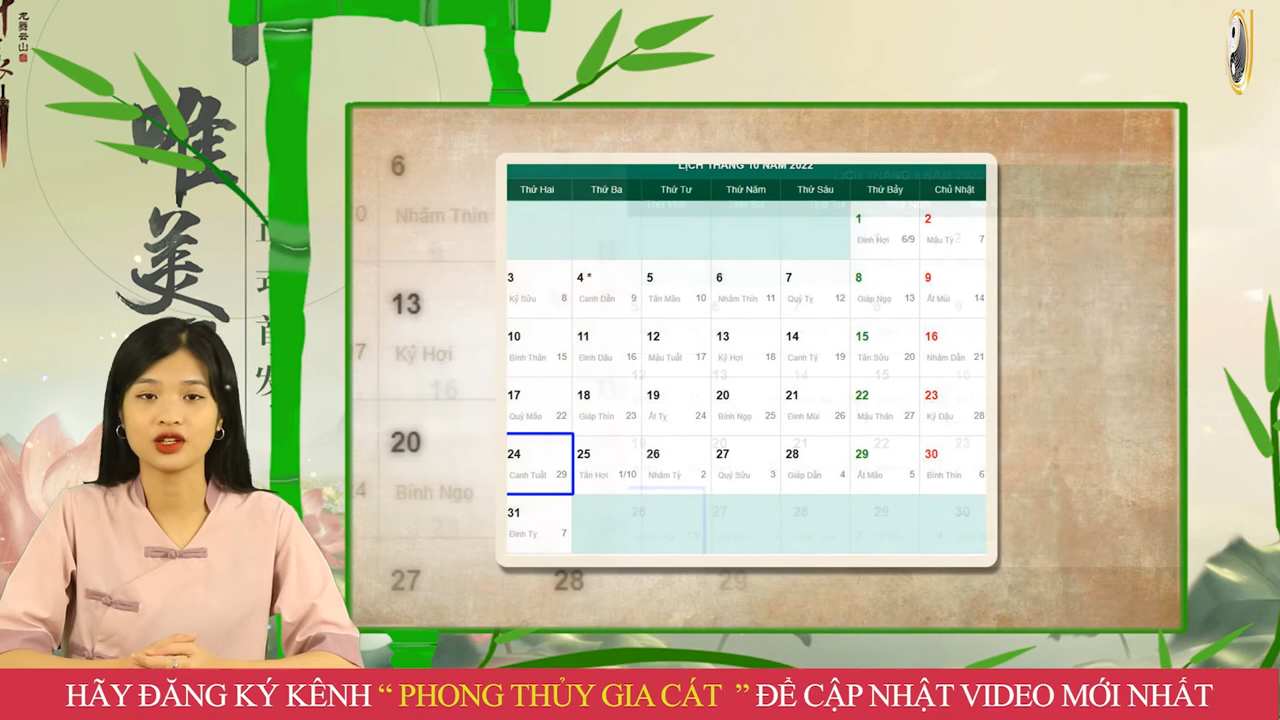 龙舞云山
唯
美
LỊCH THÁNG 10 NĂM 2022
Thứ Hai Thứ Ba Thứ Tư Thứ Năm Thứ Sáu Thứ Bảy Chủ Nhật
1 2
Đinh Hợi 6/9 Mậu Tý 7
3 4 * 5 6 7 8 9
Kỷ Sửu 8 Canh Dần 9 Tân Mão 10 Nhâm Thìn 11 Quý Tỵ 12 Giáp Ngọ 13 Ất Mùi 14
10 11 12 13 14 15 16
Bính Thân 15 Đinh Dậu 16 Mậu Tuất 17 Kỷ Hợi 18 Canh Tý 19 Tân Sửu 20 Nhâm Dần 21
17 18 19 20 21 22 23
Quý Mão 22 Giáp Thìn 23 Ất Tỵ 24 Bính Ngọ 25 Đinh Mùi 26 Mậu Thân 27 Kỷ Dậu 28
24 25 26 27 28 29 30
Canh Tuất 29 Tân Hợi 1/10 Nhâm Tý 2 Quý Sửu 3 Giáp Dần 4 Ất Mão 5 Bính Thìn 6
31
Đinh Tỵ 7
6
Nhâm Thìn
13
Kỷ Hợi
16
20
Bính Ngọ
23
27 28 29
HÃY ĐĂNG KÝ KÊNH “ PHONG THỦY GIA CÁT ” ĐỂ CẬP NHẬT VIDEO MỚI NHẤT